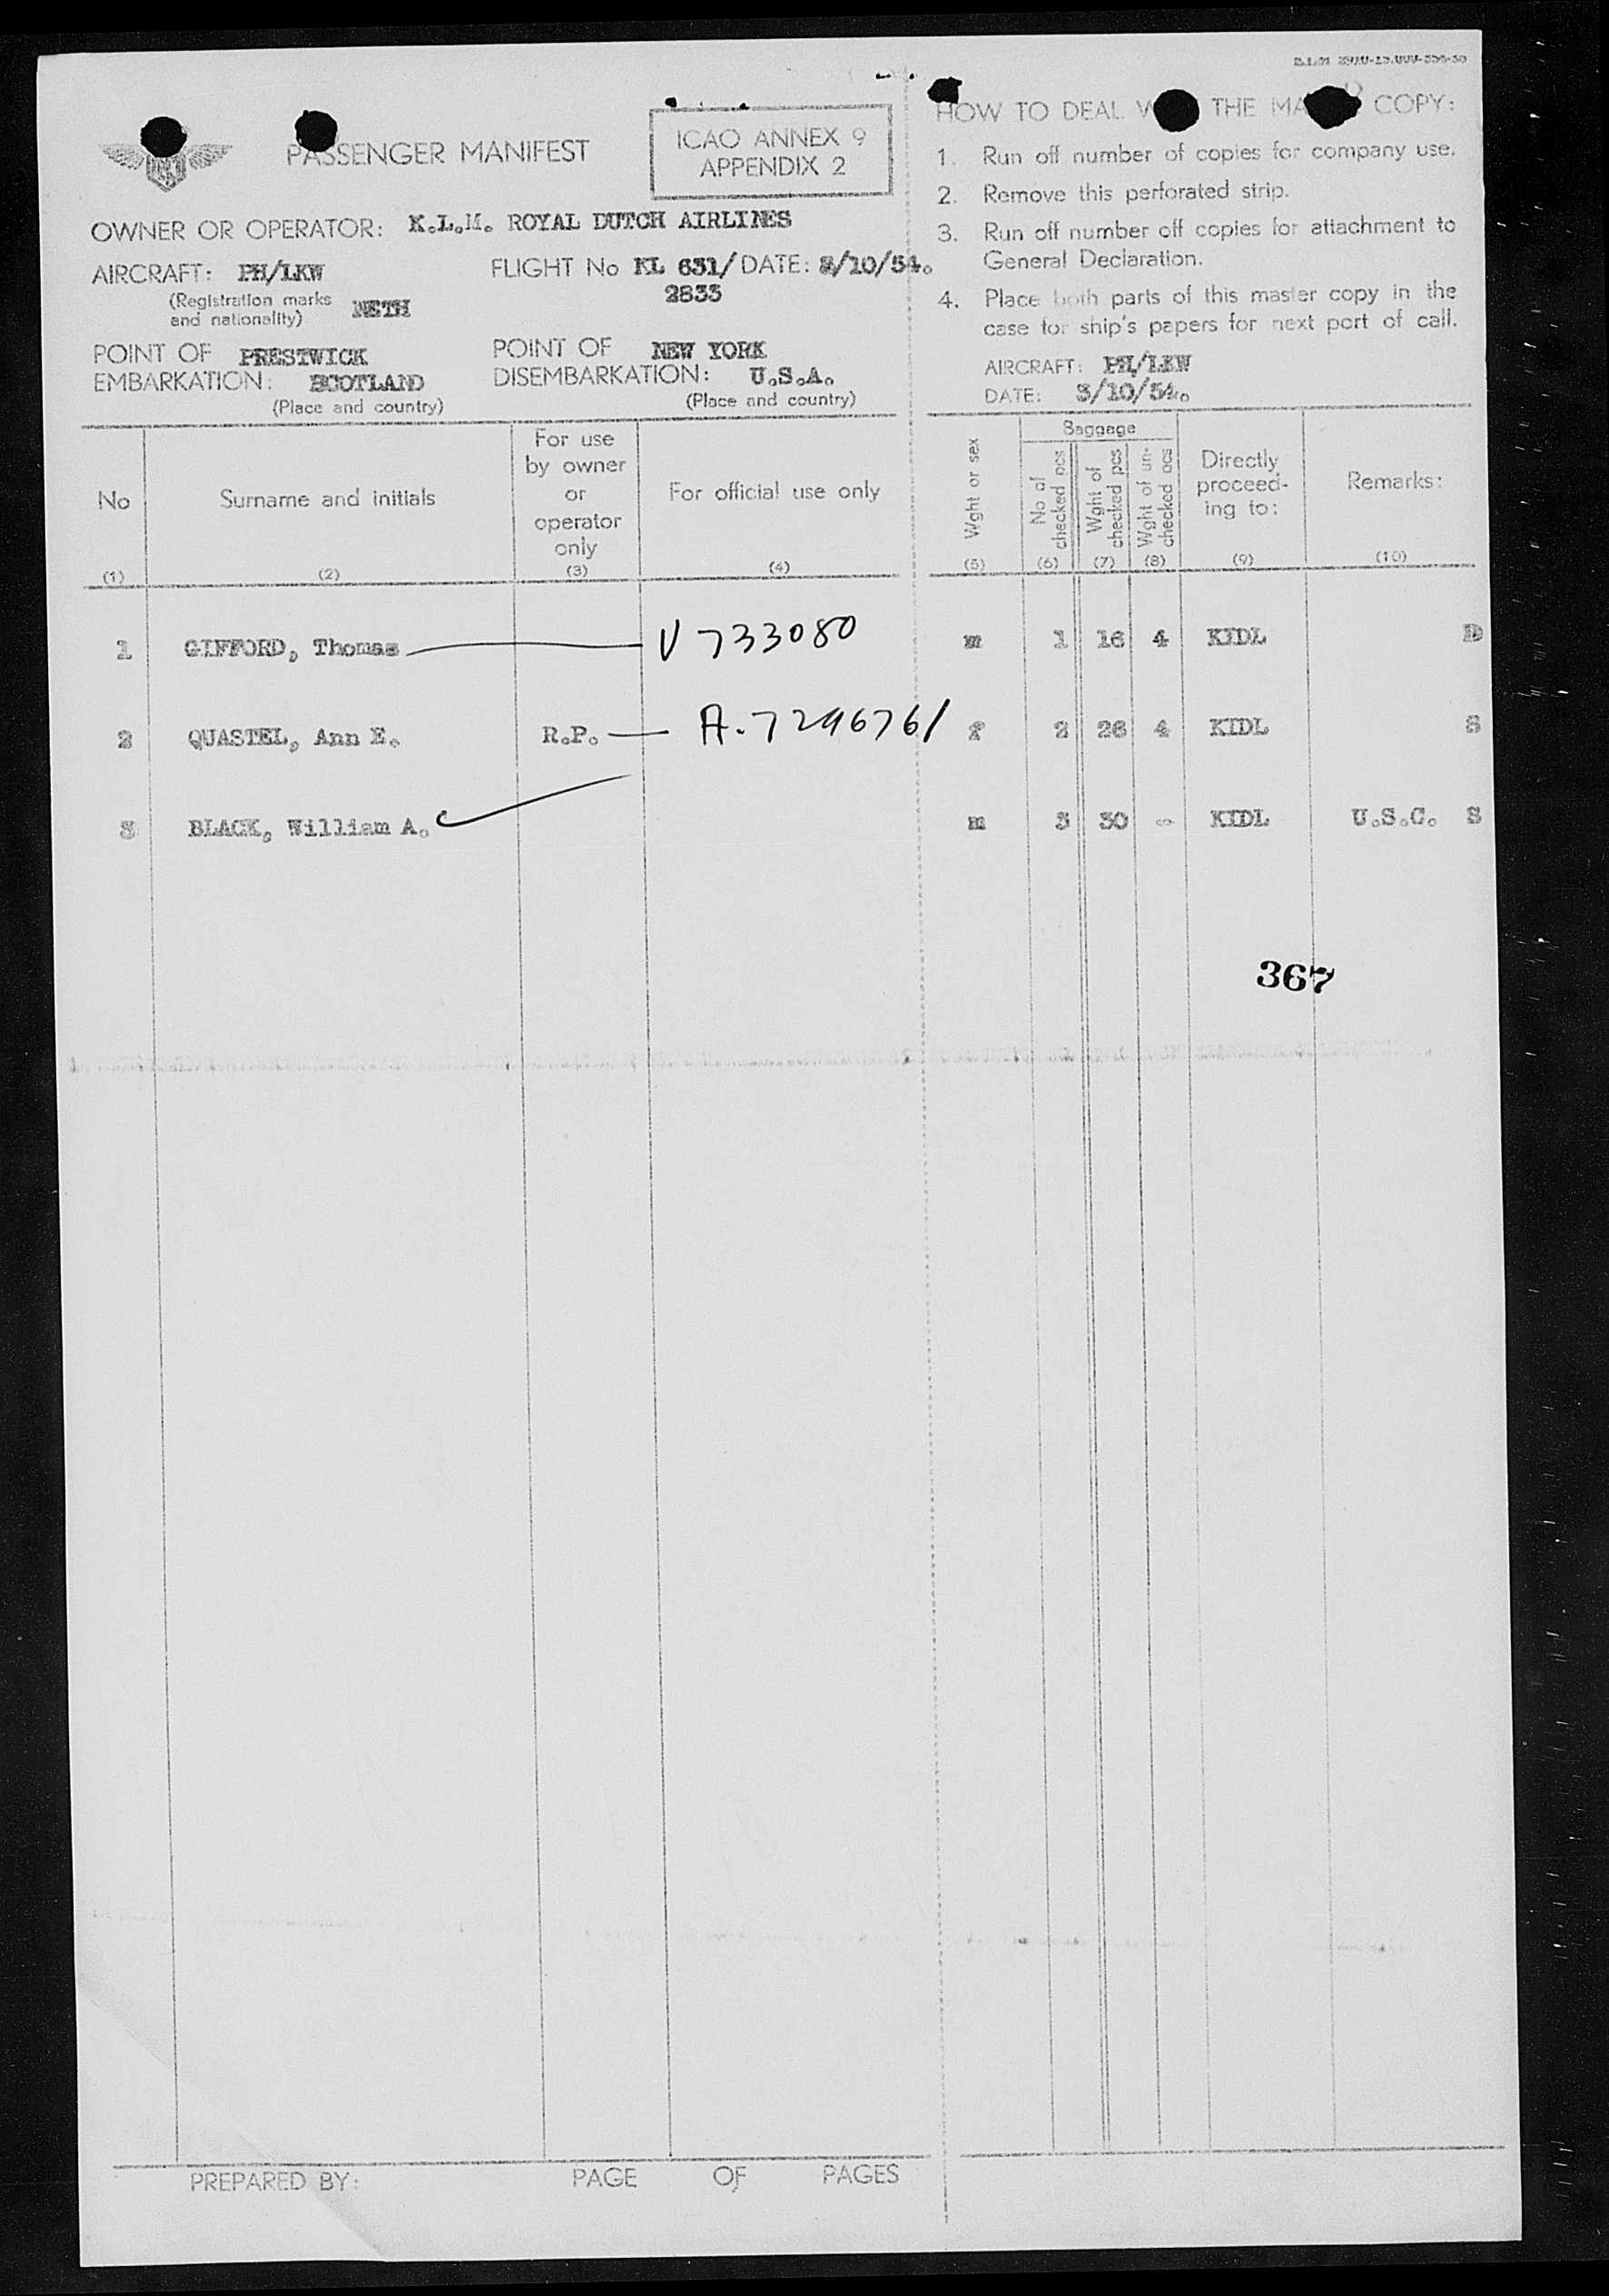 PASSENGER MANIFEST
ICAO ANNEX 9
APPENDIX 2
OWNER OR OPERATOR: K.L.M. ROYAL DUTCH AIRLINES
AIRCRAFT: PH/LKW
(Registration marks and nationality) NETH
FLIGHT No KL 631/ DATE: 3/10/54.
2833
POINT OF EMBARKATION: PRESTWICK
SCOTLAND
(Place and country)
POINT OF DISEMBARKATION: NEW YORK
U.S.A.
(Place and country)
HOW TO DEAL THE COPY:
1. Run off number of copies for company use.
2. Remove this perforated strip.
3. Run off number off copies for attachment to
General Declaration.
4. Place both parts of this master copy in the
case for ship's papers for next port of call.
AIRCRAFT: PH/LKW
DATE: 3/10/54.
No
(1)
Surname and initials
(2)
For use
by owner
or
operator
only
(3)
For official use only
(4)
Wght or sex
(5)
Baggage
No of
checked pcs
(6)
Wght of
checked pcs
(7)
Wght of un-
checked pcs
(8)
Directly
proceed-
ing to:
(9)
Remarks:
(10)
1 GIFFORD, Thomas V 733080 m 1 16 4 KIDL D
2 QUASTEL, Ann E. R.P. A.7296761 f 2 26 4 KIDL S
3 BLACK, William A. m 3 30 - KIDL U.S.C. S
367
PREPARED BY: PAGE OF PAGES